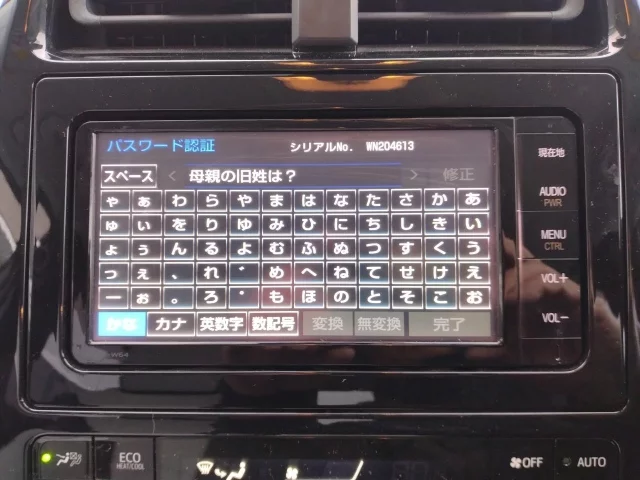 パスワード認証 シリアルNo. WN204613
スペース < 母親の旧姓は? > 修正
ゃ ぁ わ ら や ま は な た さ か あ
ゅ ぃ を り ゆ み ひ に ち し き い
ょ ぅ ん る よ む ふ ぬ つ す く う
っ ぇ 、 れ ゛ め へ ね て せ け え
ー ぉ 。 ろ ゜ も ほ の と そ こ お
かな カナ 英数字 数記号 変換 無変換 完了
現在地
AUDIO
PWR
MENU
CTRL
VOL+
VOL-
W64
ECO
HEAT/COOL
OFF
AUTO